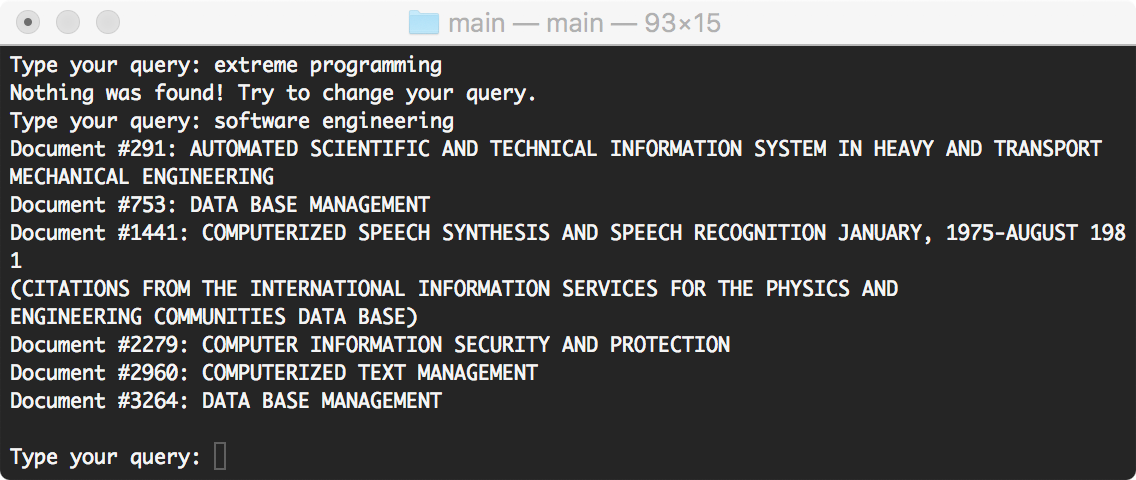 main — main — 93×15
Type your query: extreme programming
Nothing was found! Try to change your query.
Type your query: software engineering
Document #291: AUTOMATED SCIENTIFIC AND TECHNICAL INFORMATION SYSTEM IN HEAVY AND TRANSPORT
MECHANICAL ENGINEERING
Document #753: DATA BASE MANAGEMENT
Document #1441: COMPUTERIZED SPEECH SYNTHESIS AND SPEECH RECOGNITION JANUARY, 1975-AUGUST 198
1
(CITATIONS FROM THE INTERNATIONAL INFORMATION SERVICES FOR THE PHYSICS AND
ENGINEERING COMMUNITIES DATA BASE)
Document #2279: COMPUTER INFORMATION SECURITY AND PROTECTION
Document #2960: COMPUTERIZED TEXT MANAGEMENT
Document #3264: DATA BASE MANAGEMENT
Type your query: